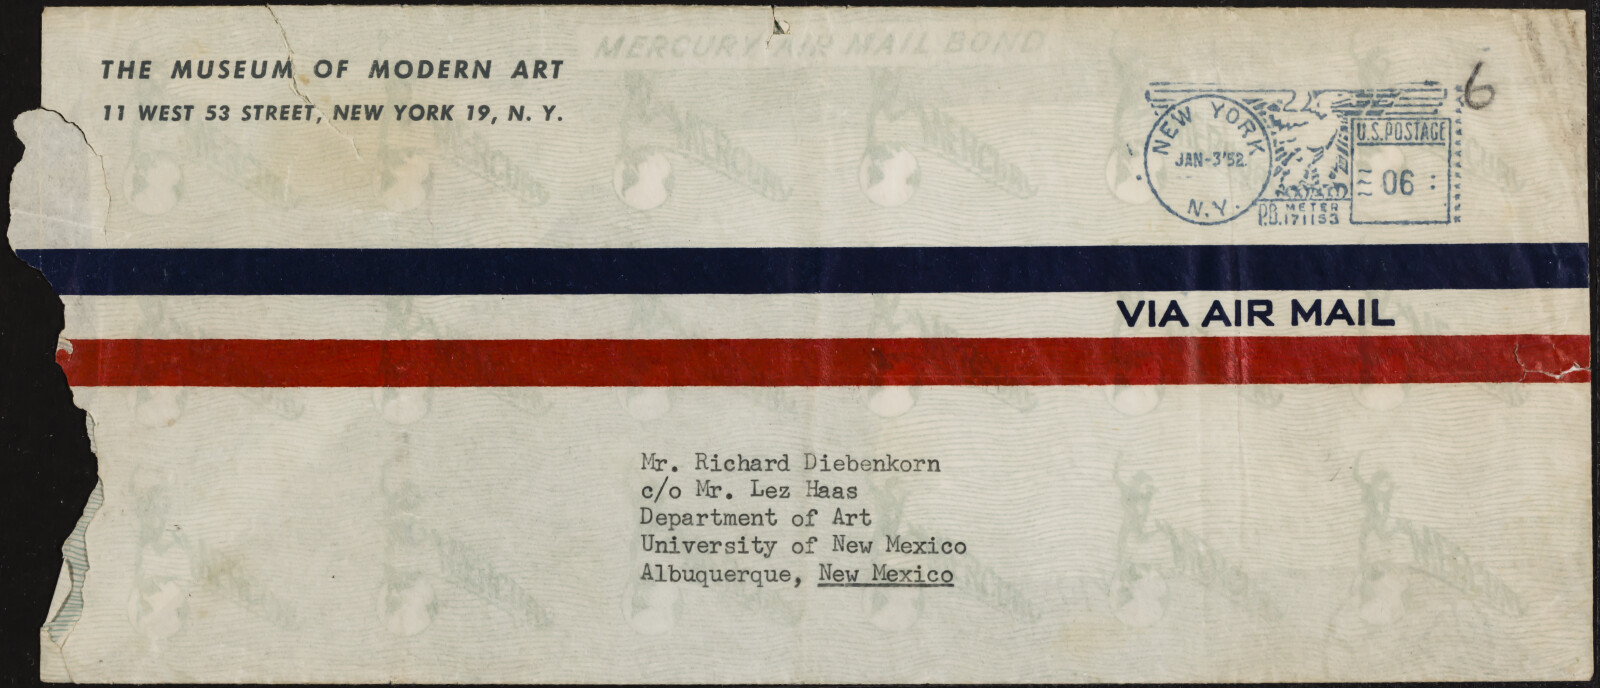 MERCURY AIR MAIL BOND
THE MUSEUM OF MODERN ART
11 WEST 53 STREET, NEW YORK 19, N. Y.
6
NEW YORK
JAN-3'52
N.Y.
U.S. POSTAGE
06
P.B. METER
171153
VIA AIR MAIL
Mr. Richard Diebenkorn
c/o Mr. Lez Haas
Department of Art
University of New Mexico
Albuquerque, New Mexico